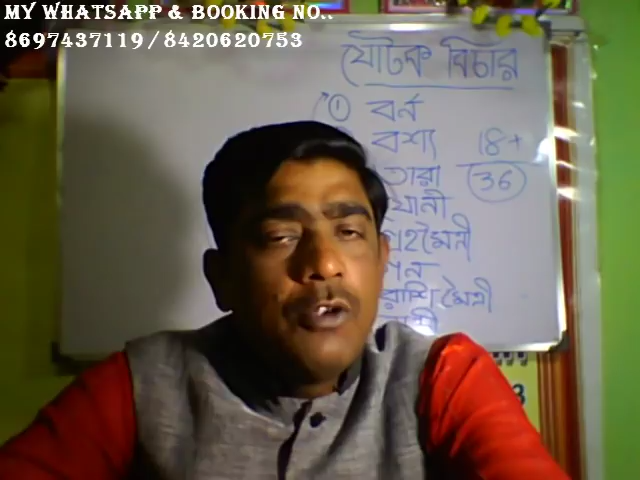 MY WHATSAPP & BOOKING NO..
8697437119/8420620753
যৌটক বিচার
① বর্ন
বশ্য 18+
তারা 36
যোনী
গ্রহমৈত্রী
গন
রাশি মৈত্রী